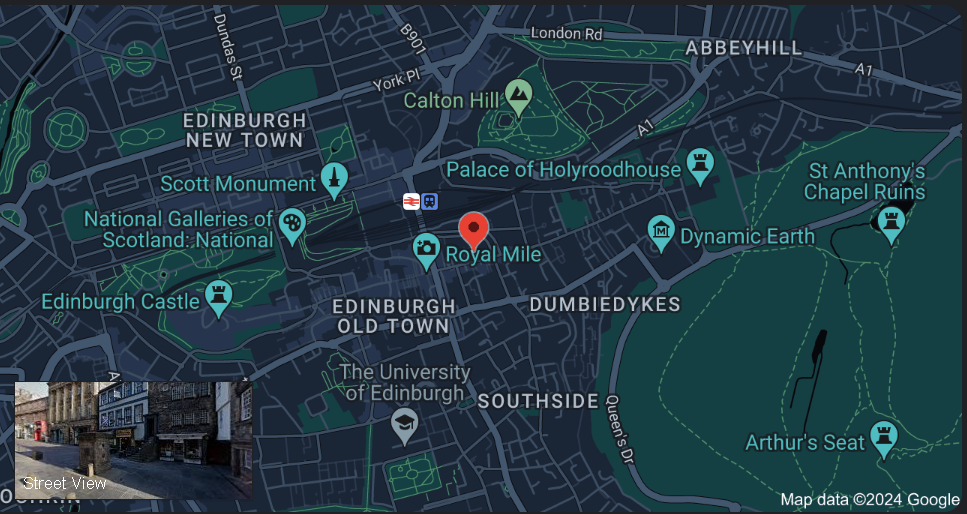 Dundas St
B901
London Rd
ABBEYHILL
A1
York Pl
Calton Hill
EDINBURGH
NEW TOWN
A1
Palace of Holyroodhouse
St Anthony's
Chapel Ruins
Scott Monument
National Galleries of
Scotland: National
Dynamic Earth
Royal Mile
Edinburgh Castle
EDINBURGH
OLD TOWN
DUMBIEDYKES
The University
of Edinburgh
SOUTHSIDE
Queen's Dr
Arthur's Seat
Street View
Map data ©2024 Google